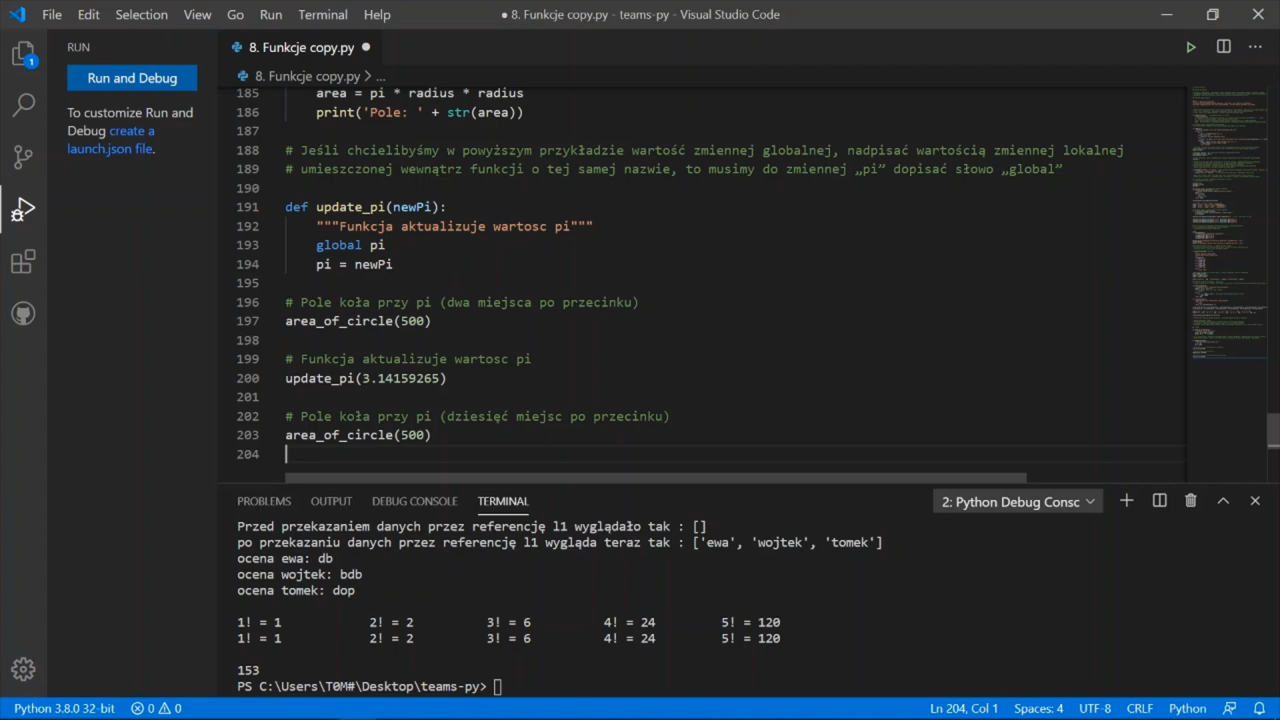 File Edit Selection View Go Run Terminal Help
● 8. Funkcje copy.py - teams-py - Visual Studio Code
RUN
8. Funkcje copy.py
8. Funkcje copy.py > ...
1
Run and Debug
To customize Run and
Debug create a
launch.json file.
185 area = pi * radius * radius
186 print('Pole: ' + str(area))
187
188 # Jeśli chcielibyśmy w powyższym przykładzie wartość zmiennej globalnej, nadpisać wartością zmiennej lokalnej
189 # umieszczonej wewnątrz funkcji o tej samej nazwie, to musimy do zmiennej „pi” dopisać słowo „global”
190
191 def update_pi(newPi):
192 """Funkcja aktualizuje wartosc pi"""
193 global pi
194 pi = newPi
195
196 # Pole koła przy pi (dwa miejsca po przecinku)
197 area_of_circle(500)
198
199 # Funkcja aktualizuje wartosc pi
200 update_pi(3.14159265)
201
202 # Pole koła przy pi (dziesięć miejsc po przecinku)
203 area_of_circle(500)
204
PROBLEMS OUTPUT DEBUG CONSOLE TERMINAL
2: Python Debug Consc
Przed przekazaniem danych przez referencję l1 wyglądało tak : []
po przekazaniu danych przez referencję l1 wygląda teraz tak : ['ewa', 'wojtek', 'tomek']
ocena ewa: db
ocena wojtek: bdb
ocena tomek: dop
1! = 1 2! = 2 3! = 6 4! = 24 5! = 120
1! = 1 2! = 2 3! = 6 4! = 24 5! = 120
153
PS C:\Users\T0M#\Desktop\teams-py>
Python 3.8.0 32-bit 0 0
Ln 204, Col 1 Spaces: 4 UTF-8 CRLF Python